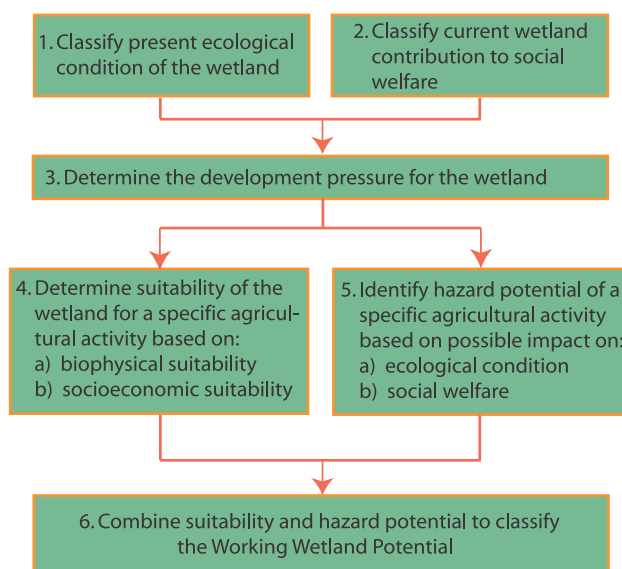 1. Classify present ecological
condition of the wetland
2. Classify current wetland
contribution to social
welfare
3. Determine the development pressure for the wetland
4. Determine suitability of the
wetland for a specific agricul-
tural activity based on:
a) biophysical suitability
b) socioeconomic suitability
5. Identify hazard potential of a
specific agricultural activity
based on possible impact on:
a) ecological condition
b) social welfare
6. Combine suitability and hazard potential to classify
the Working Wetland Potential